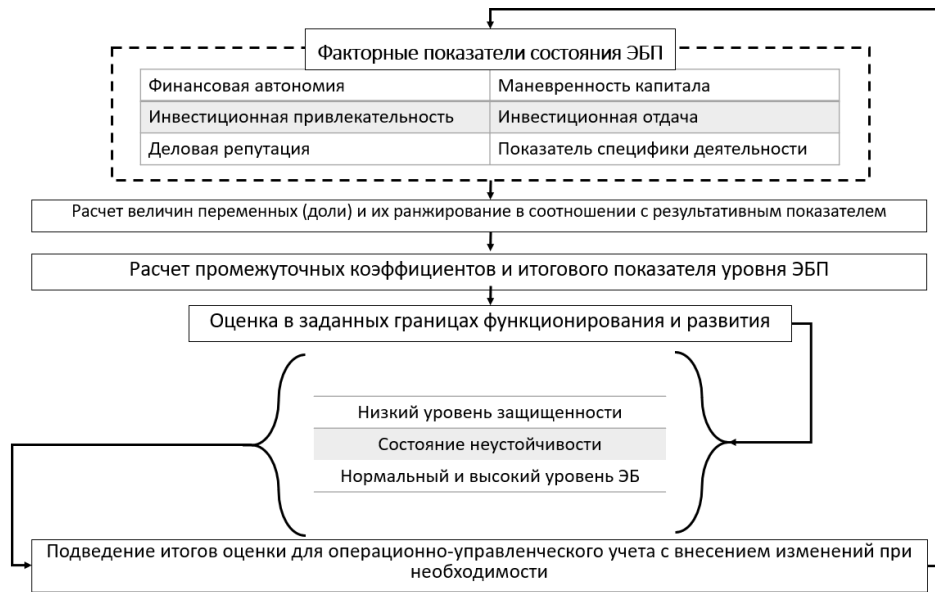 Факторные показатели состояния ЭБП
Финансовая автономия
Маневренность капитала
Инвестиционная привлекательность
Инвестиционная отдача
Деловая репутация
Показатель специфики деятельности
Расчет величин переменных (доли) и их ранжирование в соотношении с результативным показателем
Расчет промежуточных коэффициентов и итогового показателя уровня ЭБП
Оценка в заданных границах функционирования и развития
Низкий уровень защищенности
Состояние неустойчивости
Нормальный и высокий уровень ЭБ
Подведение итогов оценки для операционно-управленческого учета с внесением изменений при
необходимости